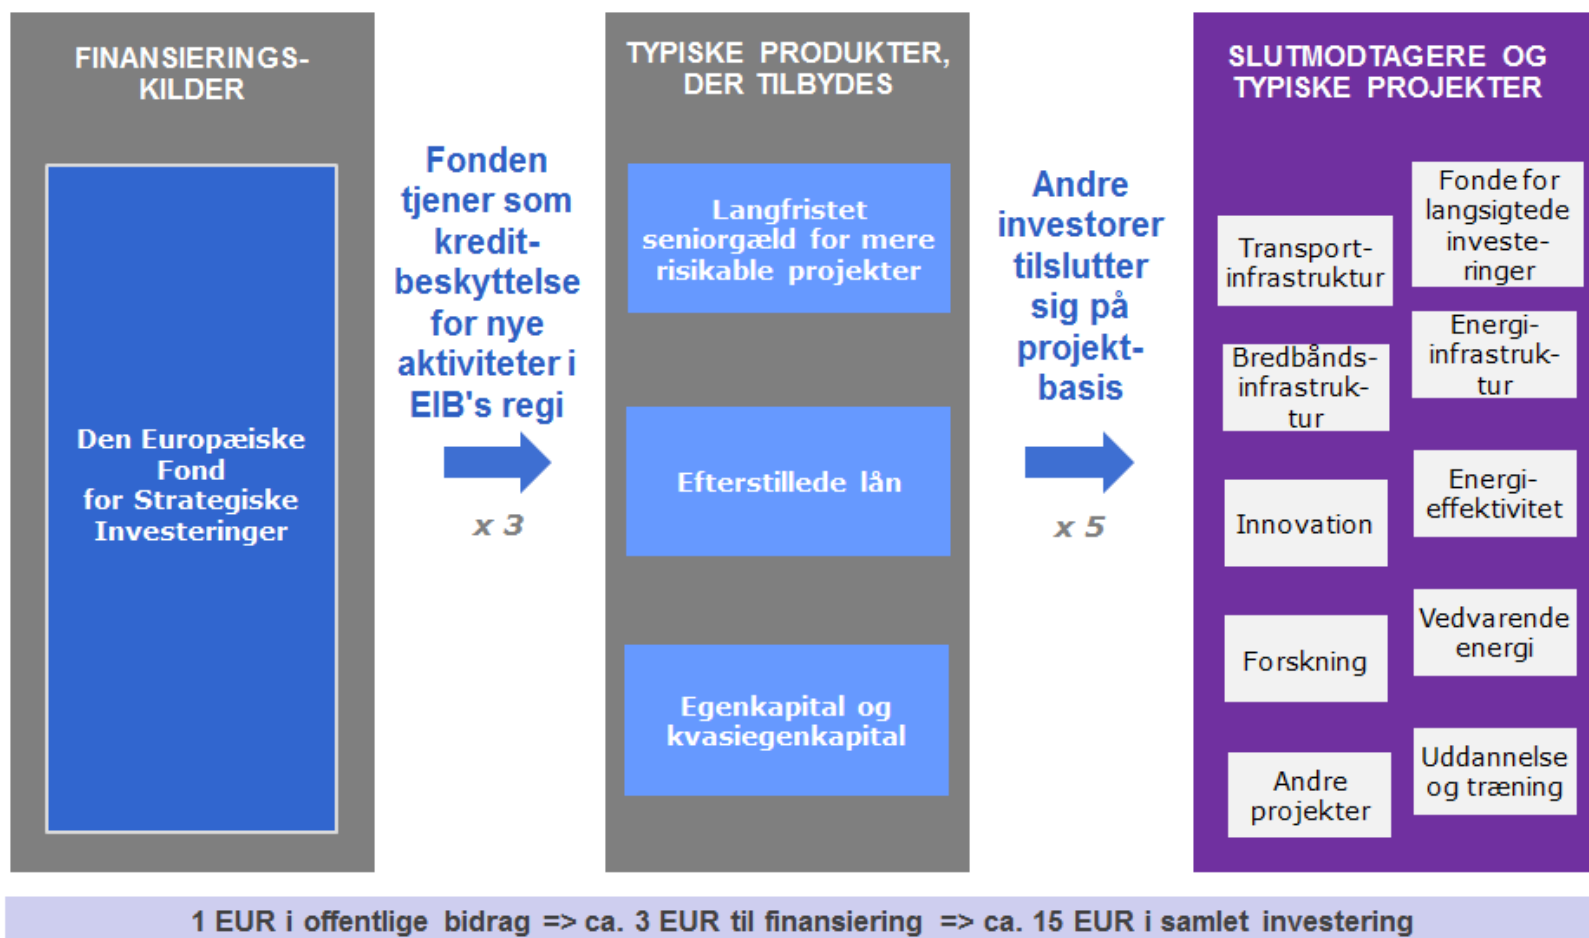 FINANSIERINGS-
KILDER
Den Europæiske
Fond
for Strategiske
Investeringer
Fonden
tjener som
kredit-
beskyttelse
for nye
aktiviteter i
EIB's regi
x 3
TYPISKE PRODUKTER,
DER TILBYDES
Langfristet
seniorgæld for mere
risikable projekter
Efterstillede lån
Egenkapital og
kvasiegenkapital
Andre
investorer
tilslutter
sig på
projekt-
basis
x 5
SLUTMODTAGERE OG
TYPISKE PROJEKTER
Transport-
infrastruktur
Fonde for
langsigtede
investe-
ringer
Bredbånds-
infrastruk-
tur
Energi-
infrastruk-
tur
Innovation
Energi-
effektivitet
Forskning
Vedvarende
energi
Andre
projekter
Uddannelse
og træning
1 EUR i offentlige bidrag => ca. 3 EUR til finansiering => ca. 15 EUR i samlet investering